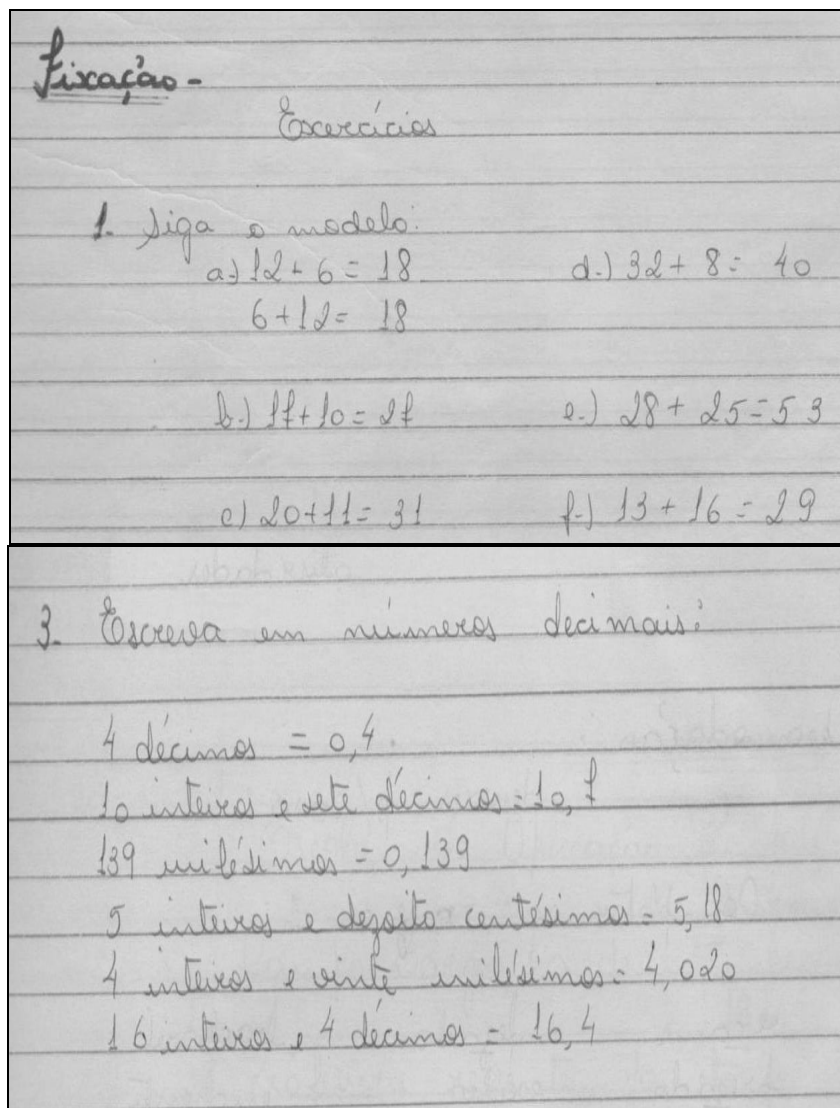 Fixação -
Exercícios
1. Siga o modelo:
a-) 12 + 6 = 18
6 + 12 = 18
d-) 32 + 8 = 40
b-) 17 + 10 = 27
e-) 28 + 25 = 53
c) 20 + 11 = 31
f-) 13 + 16 = 29
3- Escreva em números decimais:
4 décimos = 0,4
10 inteiros e sete décimos = 10,7
139 milésimos = 0,139
5 inteiros e dezoito centésimos = 5,18
4 inteiros e vinte milésimos = 4,020
16 inteiros e 4 décimos = 16,4